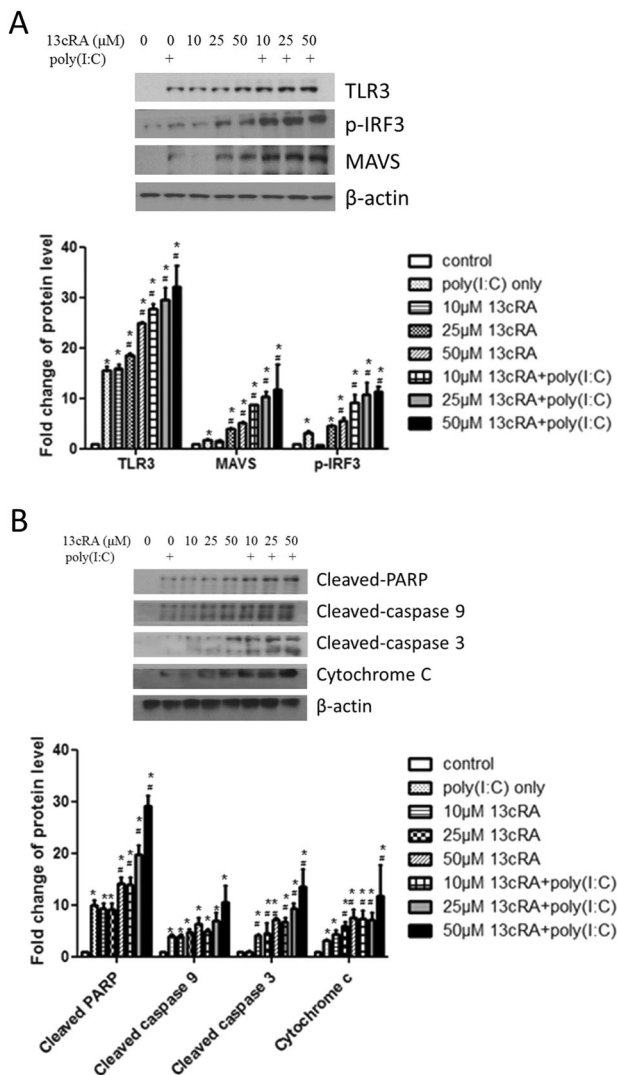 A
13cRA (µM) 0 0 10 25 50 10 25 50
poly(I:C) + + + +
TLR3
p-IRF3
MAVS
β-actin
Fold change of protein level
40
30
20
10
0
TLR3 MAVS p-IRF3
control
poly(I:C) only
10µM 13cRA
25µM 13cRA
50µM 13cRA
10µM 13cRA+poly(I:C)
25µM 13cRA+poly(I:C)
50µM 13cRA+poly(I:C)
B
13cRA (µM) 0 0 10 25 50 10 25 50
poly(I:C) + + + +
Cleaved-PARP
Cleaved-caspase 9
Cleaved-caspase 3
Cytochrome C
β-actin
Fold change of protein level
40
30
20
10
0
Cleaved PARP
Cleaved caspase 9
Cleaved caspase 3
Cytochrome c
control
poly(I:C) only
10µM 13cRA
25µM 13cRA
50µM 13cRA
10µM 13cRA+poly(I:C)
25µM 13cRA+poly(I:C)
50µM 13cRA+poly(I:C)